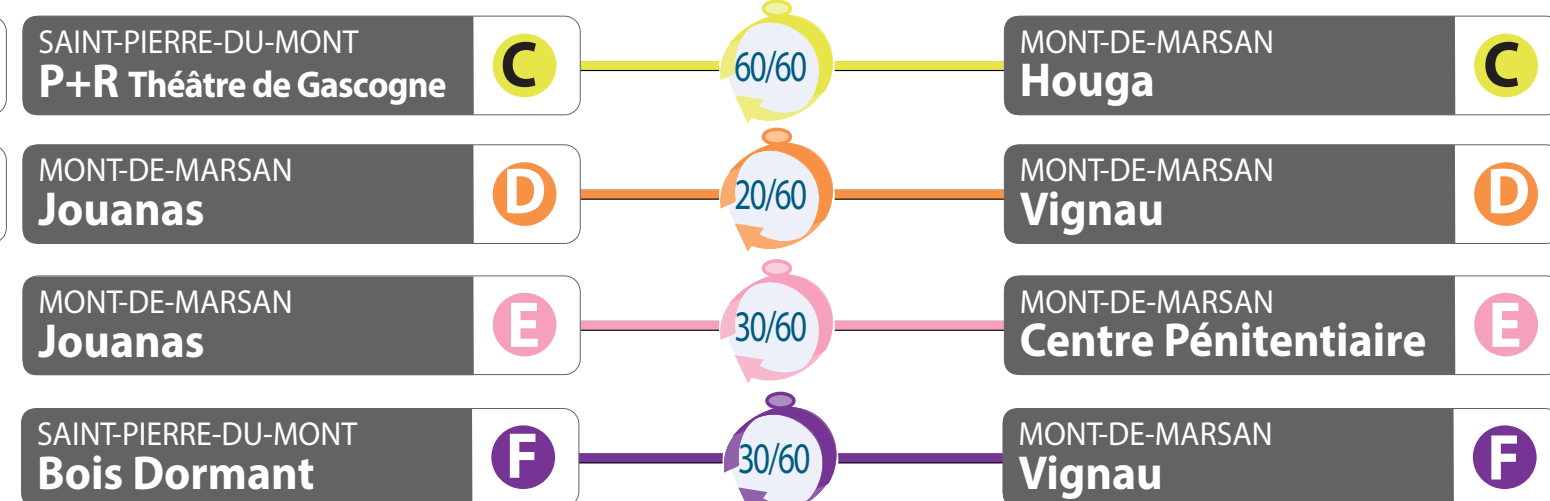 SAINT-PIERRE-DU-MONT
P+R Théâtre de Gascogne
C
60/60
MONT-DE-MARSAN
Houga
C
MONT-DE-MARSAN
Jouanas
D
20/60
MONT-DE-MARSAN
Vignau
D
MONT-DE-MARSAN
Jouanas
E
30/60
MONT-DE-MARSAN
Centre Pénitentiaire
E
SAINT-PIERRE-DU-MONT
Bois Dormant
F
30/60
MONT-DE-MARSAN
Vignau
F